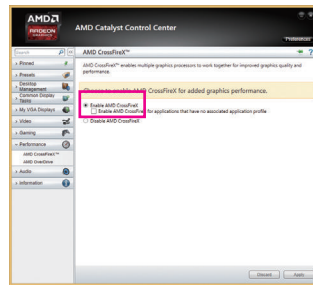 AMD
RADEON
GRAPHICS
AMD Catalyst Control Center
Preferences
Search
AMD CrossFireX™
Pinned
Presets
Desktop Management
Common Display Tasks
My VGA Displays
Video
Gaming
Performance
AMD CrossFireX™
AMD OverDrive
Audio
Information
AMD CrossFireX™ enables multiple graphics processors to work together for improved graphics quality and
performance.
Choose to enable AMD CrossFireX for added graphics performance.
Enable AMD CrossFireX
Enable AMD CrossFireX for applications that have no associated application profile
Disable AMD CrossFireX
Discard
Apply